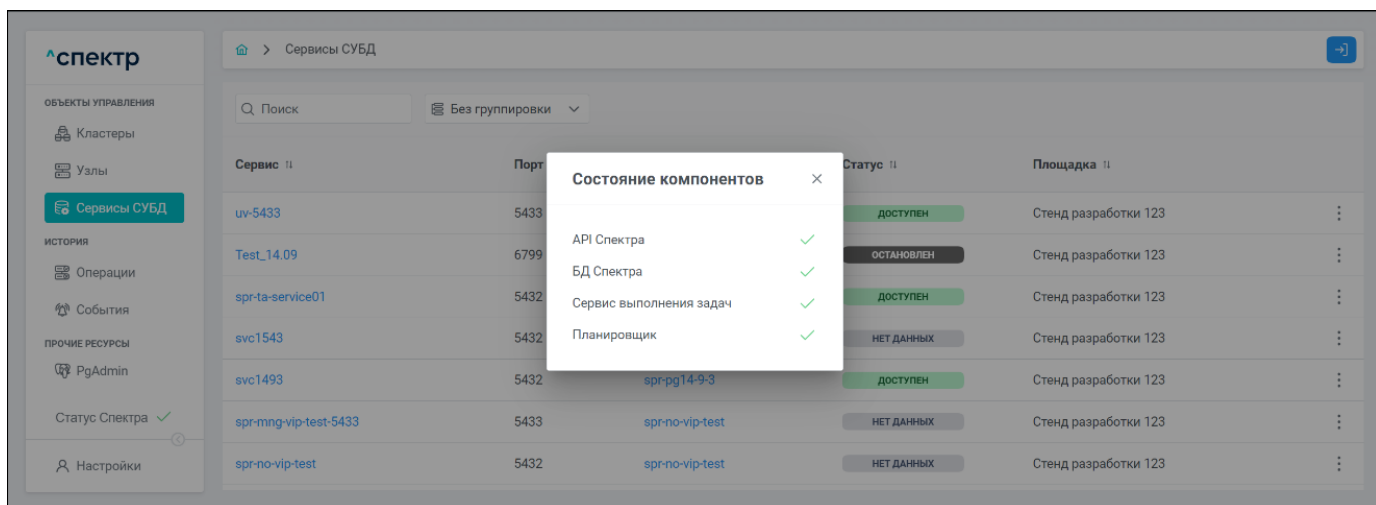 ^спектр
ОБЪЕКТЫ УПРАВЛЕНИЯ
Кластеры
Узлы
Сервисы СУБД
ИСТОРИЯ
Операции
События
ПРОЧИЕ РЕСУРСЫ
PgAdmin
Статус Спектра
Настройки
> Сервисы СУБД
Поиск Без группировки
Сервис Порт Статус Площадка
uv-5433 5433 ДОСТУПЕН Стенд разработки 123
Test_14.09 6799 ОСТАНОВЛЕН Стенд разработки 123
spr-ta-service01 5432 ДОСТУПЕН Стенд разработки 123
svc1543 5432 НЕТ ДАННЫХ Стенд разработки 123
svc1493 5432 spr-pg14-9-3 ДОСТУПЕН Стенд разработки 123
spr-mng-vip-test-5433 5433 spr-no-vip-test НЕТ ДАННЫХ Стенд разработки 123
spr-no-vip-test 5432 spr-no-vip-test НЕТ ДАННЫХ Стенд разработки 123
Состояние компонентов
API Спектра
БД Спектра
Сервис выполнения задач
Планировщик